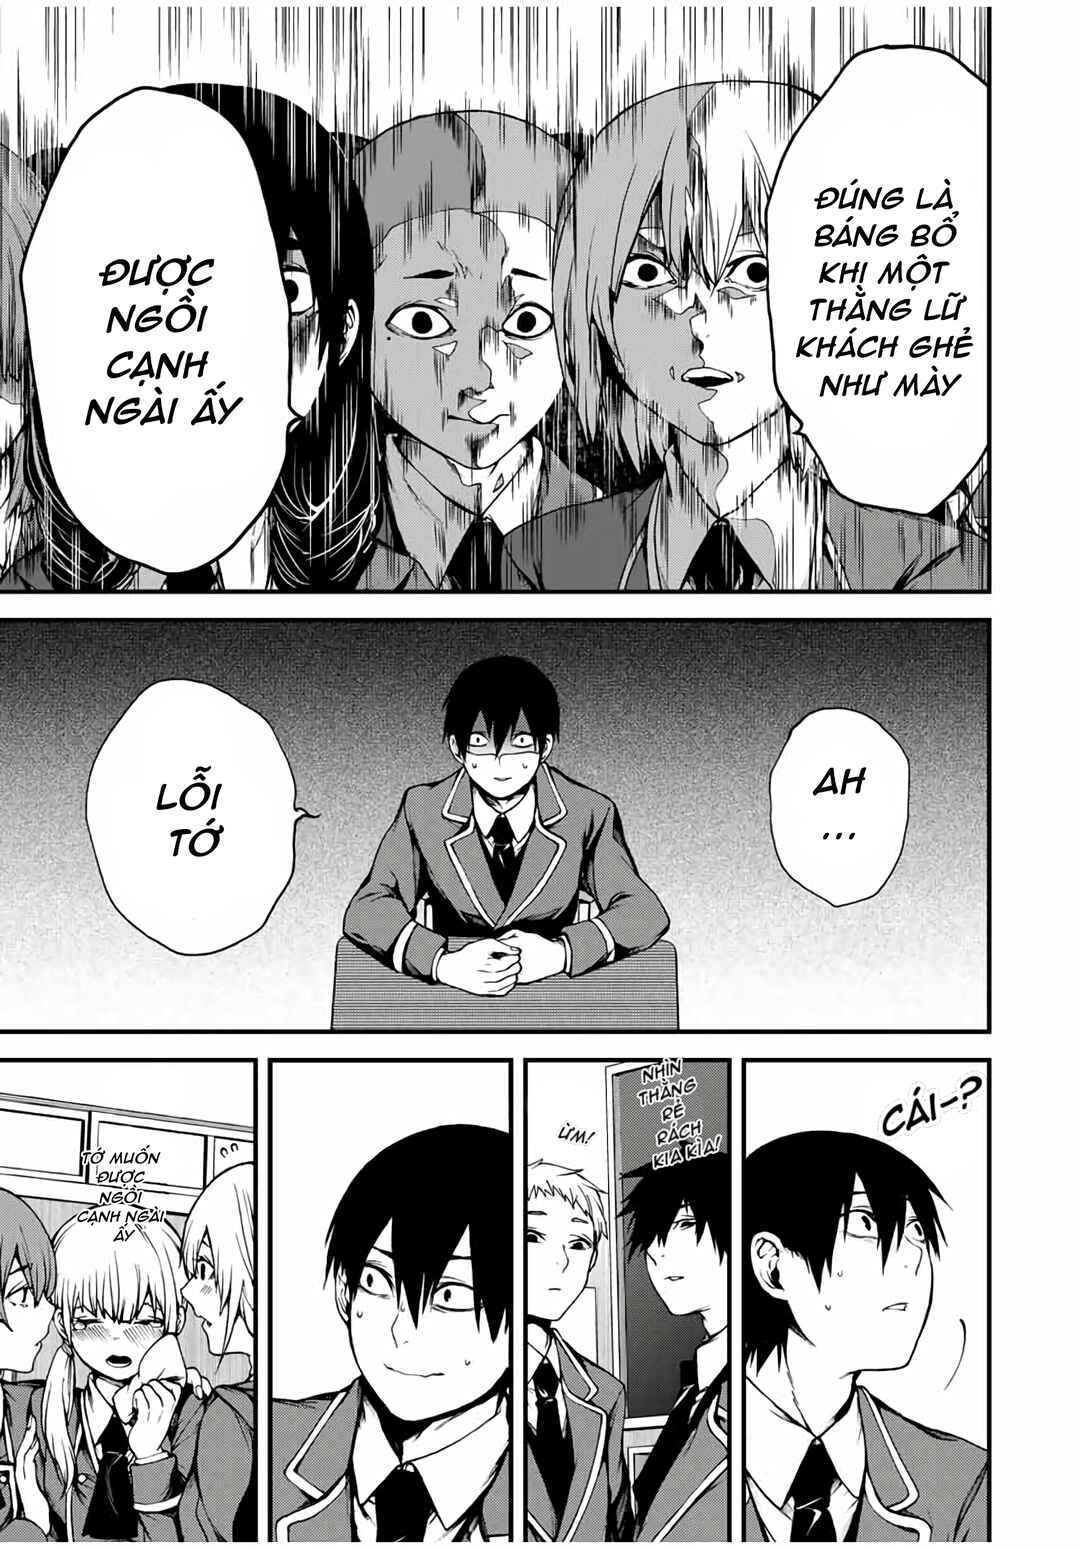 ĐÚNG LÀ
BÁNG BỔ
KHI MỘT
THẰNG LỮ
KHÁCH GHẺ
NHƯ MÀY
ĐƯỢC
NGỒI
CẠNH
NGÀI ẤY
AH
...
LỖI
TỚ
CÁI-?
NHÌN
THẰNG
RẺ
RÁCH
KIA KÌA!
ỪM!
TỚ MUỐN
ĐƯỢC
NGỒI
CẠNH NGÀI
ẤY